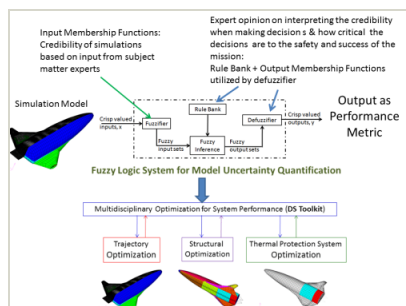 Input Membership Functions:
Credibility of simulations
based on input from subject
matter experts
Expert opinion on interpreting the credibility
when making decision s & how critical the
decisions are to the safety and success of the
mission:
Rule Bank + Output Membership Functions
utilized by defuzzifier
Simulation Model
Output as
Performance
Metric
Crisp valued
inputs, x
Fuzzifier
Rule Bank
Defuzzifier
Crisp valued
outputs, y
Fuzzy
input sets
Fuzzy
Inference
Fuzzy
output sets
Fuzzy Logic System for Model Uncertainty Quantification
Multidisciplinary Optimization for System Performance (DS Toolkit)
Trajectory
Optimization
Structural
Optimization
Thermal Protection System
Optimization